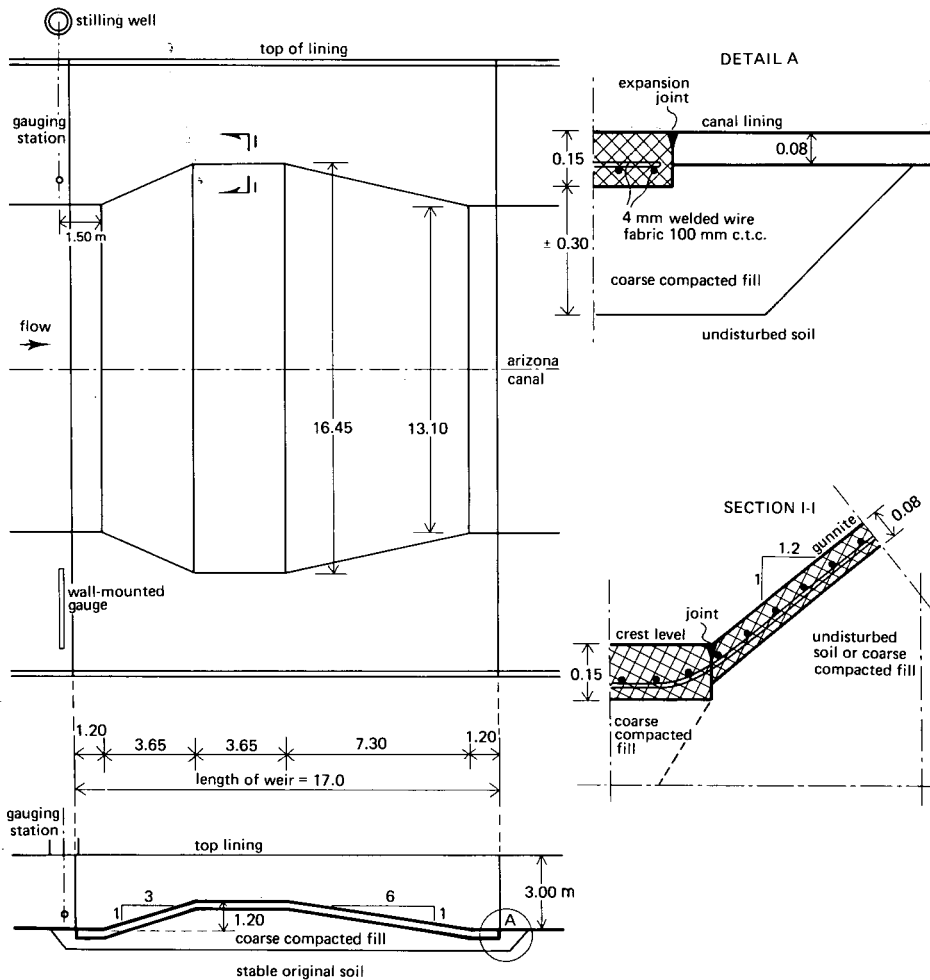 stilling well
top of lining
gauging
station
1.50 m
flow
I
I
16.45
13.10
arizona
canal
wall-mounted
gauge
DETAIL A
expansion
joint
canal lining
0.15
0.08
4 mm welded wire
fabric 100 mm c.t.c.
± 0.30
coarse compacted fill
undisturbed soil
SECTION I-I
gunnite
0.08
1.2
1
joint
crest level
0.15
undisturbed
soil or coarse
compacted fill
coarse
compacted
fill
1.20
3.65
3.65
7.30
1.20
length of weir = 17.0
gauging
station
top lining
3
1
6
1
1.20
A
3.00 m
coarse compacted fill
stable original soil